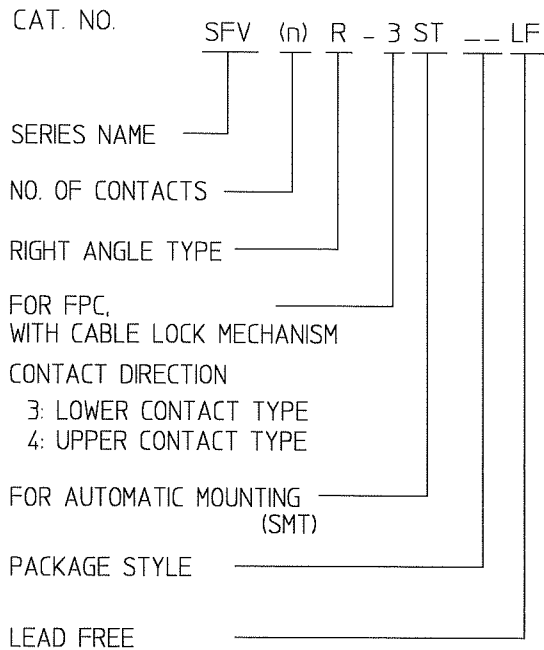 CAT. NO.
SFV (n) R - 3 ST __ LF
SERIES NAME
NO. OF CONTACTS
RIGHT ANGLE TYPE
FOR FPC,
WITH CABLE LOCK MECHANISM
CONTACT DIRECTION
3: LOWER CONTACT TYPE
4: UPPER CONTACT TYPE
FOR AUTOMATIC MOUNTING
(SMT)
PACKAGE STYLE
LEAD FREE